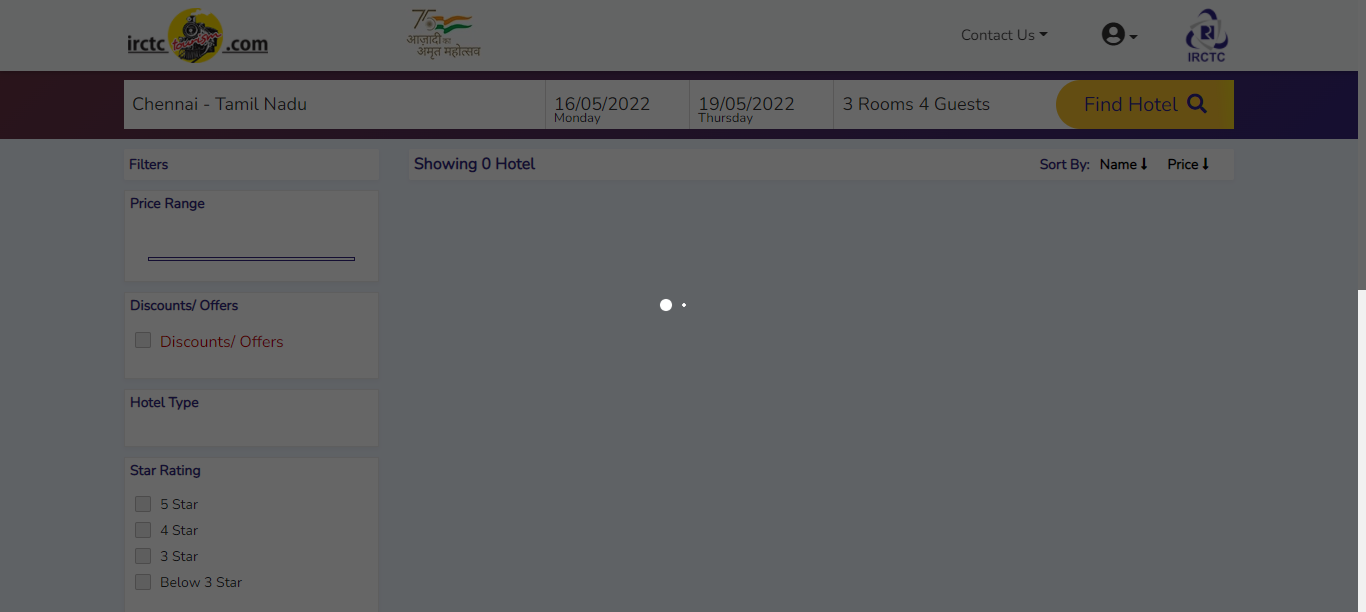 irctc tourism .com
75
आज़ादी का
अमृत महोत्सव
Contact Us
IRCTC
Chennai - Tamil Nadu
16/05/2022
Monday
19/05/2022
Thursday
3 Rooms 4 Guests
Find Hotel
Filters
Showing 0 Hotel
Sort By: Name Price
Price Range
Discounts/ Offers
Discounts/ Offers
Hotel Type
Star Rating
5 Star
4 Star
3 Star
Below 3 Star